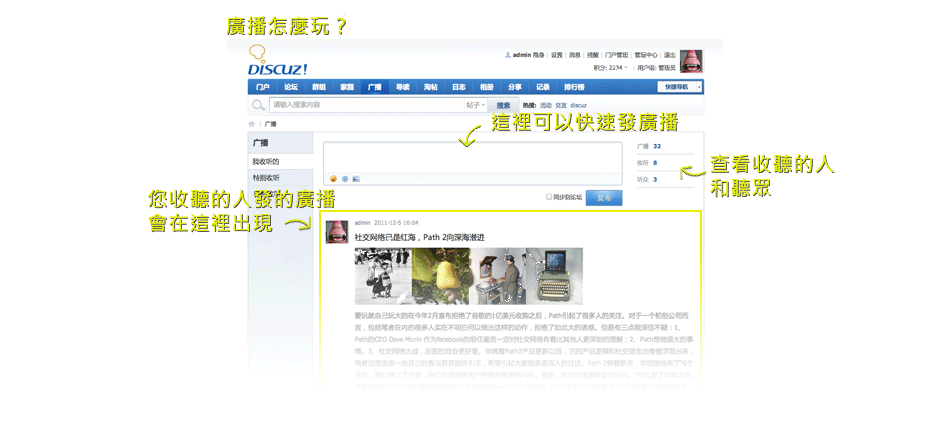 廣播怎麼玩？
DISCUZ!
admin 隐身 | 设置 | 消息 | 提醒 | 门户管理 | 管理中心 | 退出
积分: 2274 | 用户组: 管理员
门户 论坛 群组 家园 广播 导读 淘帖 日志 相册 分享 记录 排行榜 快捷导航
请输入搜索内容 帖子 搜索 热搜: 活动 交友 discuz
這裡可以快速發廣播
广播
广播
我收听的
特别收听
广播 32
收听 8
听众 3
查看收聽的人
和聽眾
同步到论坛 发布
您收聽的人發的廣播
會在這裡出現
admin 2011-12-5 16:04
社交网络已是红海，Path 2向深海潜进
要玩就自己玩大的在今年2月宣布拒绝了谷歌的1亿美元收购之后，Path引起了很多人的关注。对于一个初创公司而
言，包括笔者在内的很多人实在不明白何以做出这样的动作，拒绝了如此大的诱惑。但是有三点我深信不疑：1、
Path的CEO Dave Morin 作为facebook的前任雇员一定对社交网络有着比其他人更深刻的理解；2、Path想做很大的事
情。3、社交网络大战，后面的戏会更好看。伴随着Path2产品更新以后，它的产品逻辑和社交理念也慢慢浮现出来，